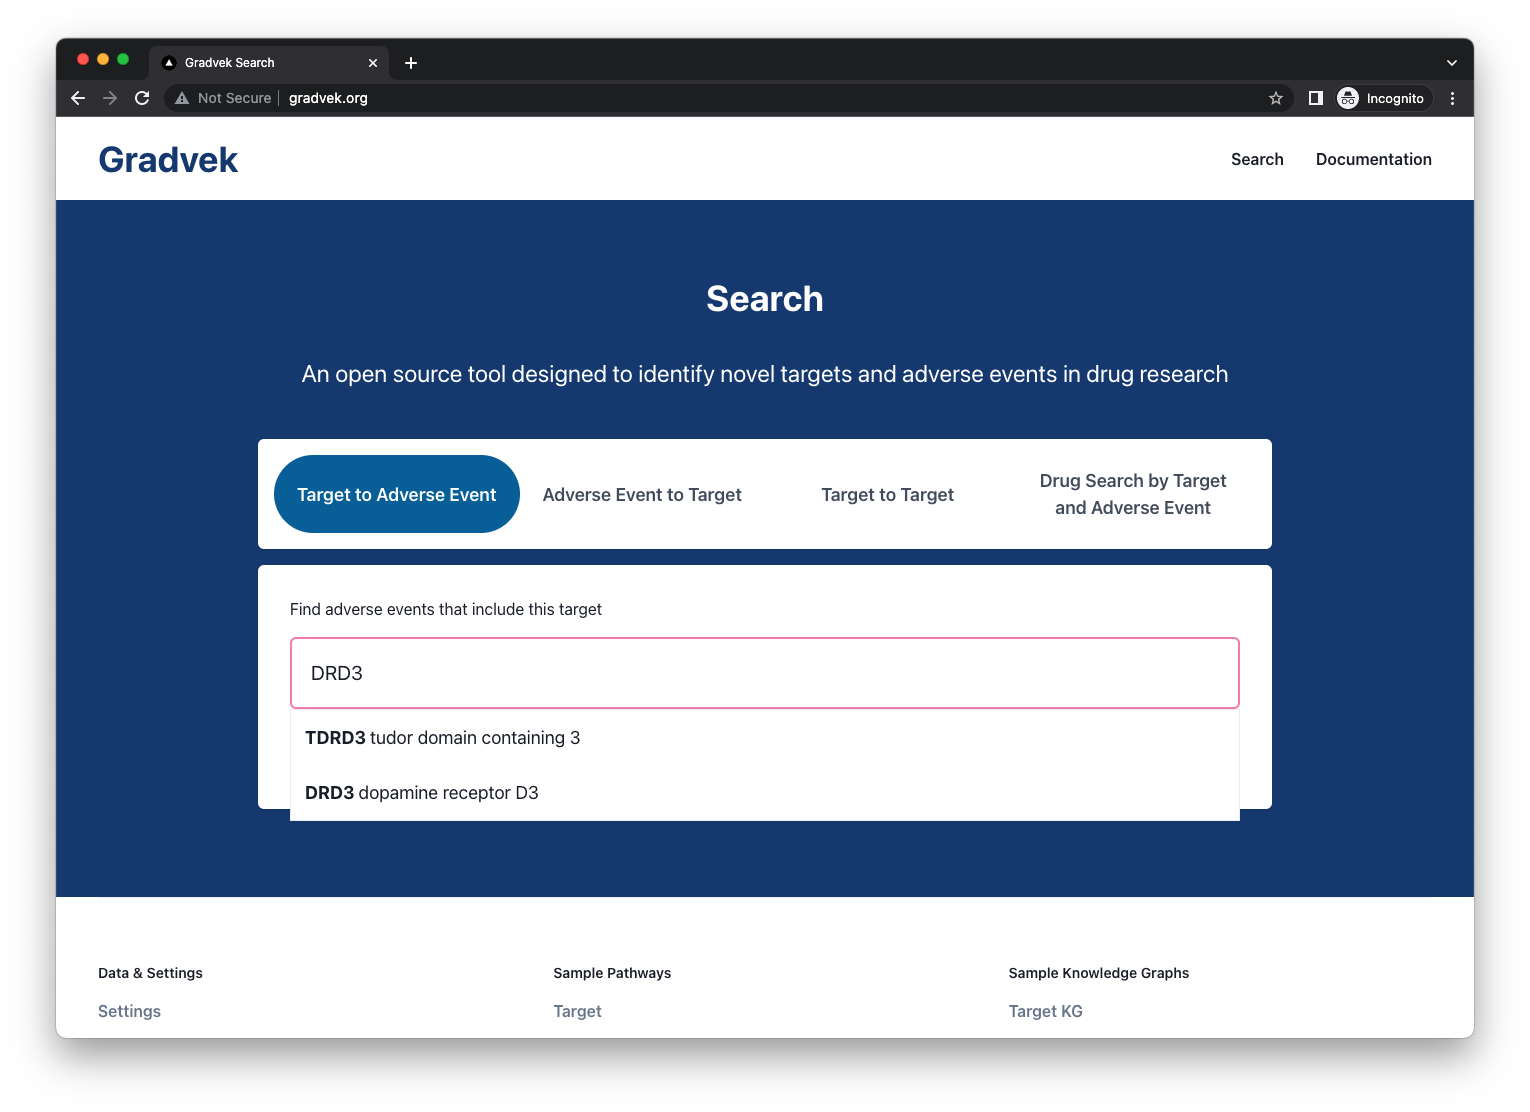 Gradvek Search
Not Secure
gradvek.org
Incognito
Gradvek
Search
Documentation
Search
An open source tool designed to identify novel targets and adverse events in drug research
Target to Adverse Event
Adverse Event to Target
Target to Target
Drug Search by Target
and Adverse Event
Find adverse events that include this target
DRD3
TDRD3 tudor domain containing 3
DRD3 dopamine receptor D3
Data & Settings
Settings
Sample Pathways
Target
Sample Knowledge Graphs
Target KG